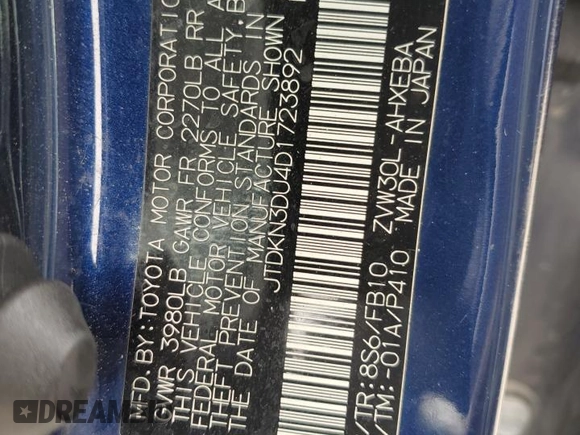 FD.BY:TOYOTA MOTOR CORPORATIO
GVWR 3980LB GAWR FR 2270LB RR
THIS VEHICLE CONFORMS TO ALL A
FEDERAL MOTOR VEHICLE SAFETY,B
THEFT PREVENTION STANDARDS IN
THE DATE OF MANUFACTURE SHOWN
JTDKN3DU4D1723892
/TR:8S6/FB10 ZVW30L-AHXEBA
/TM:-01A/P410 MADE IN JAPAN